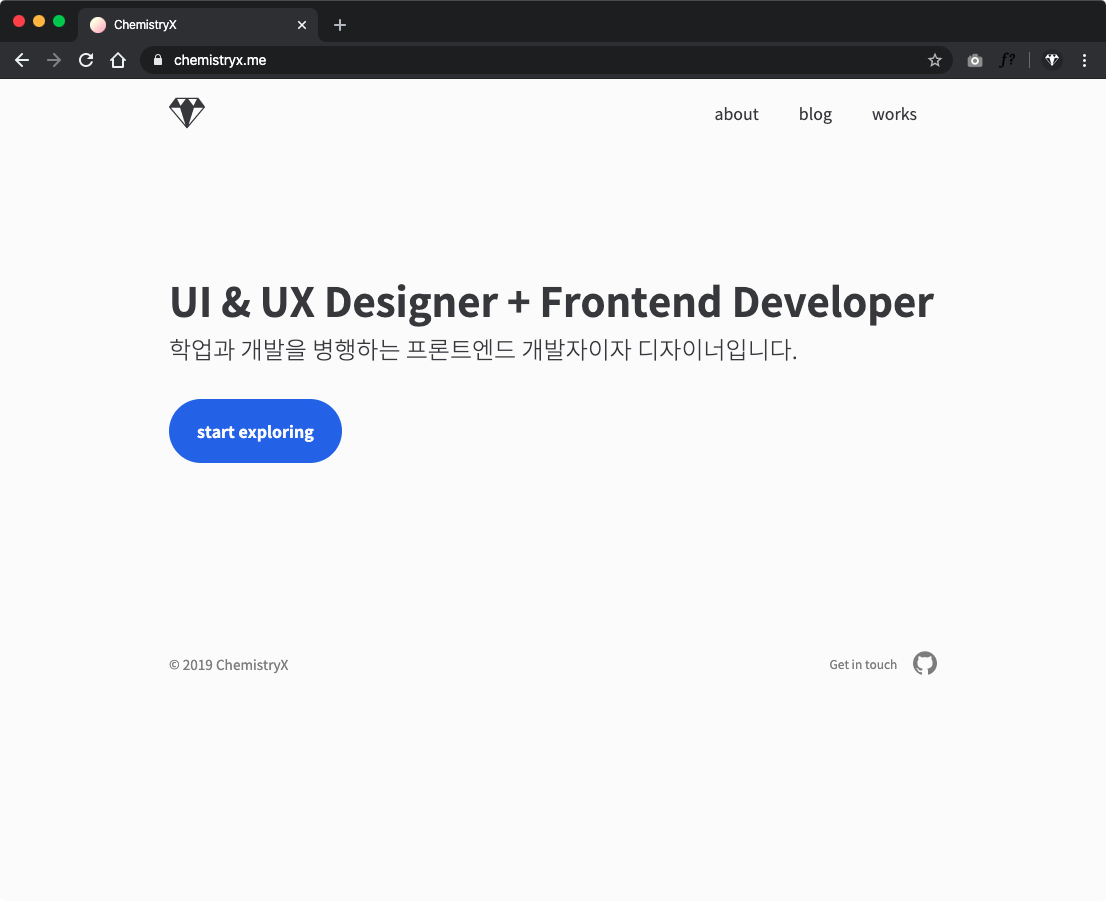 ChemistryX
chemistryx.me
f?
about blog works
UI & UX Designer + Frontend Developer
학업과 개발을 병행하는 프론트엔드 개발자이자 디자이너입니다.
start exploring
© 2019 ChemistryX Get in touch